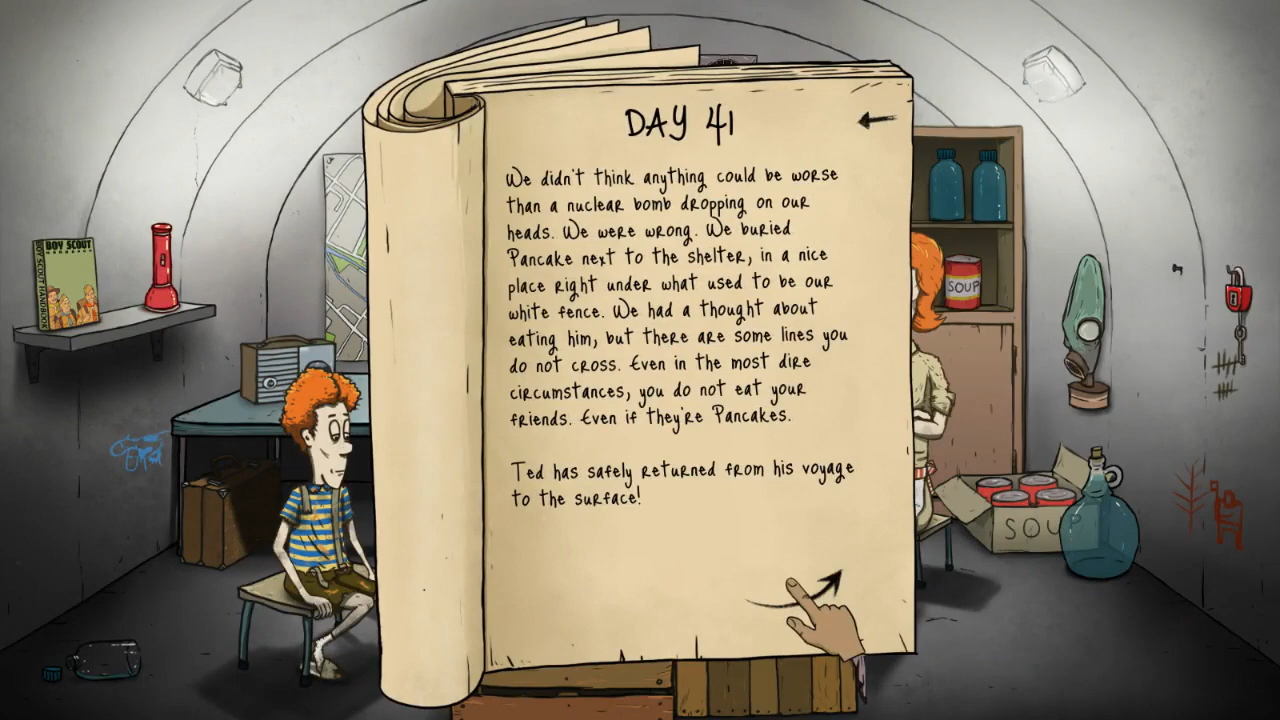 DAY 41
We didn't think anything could be worse
than a nuclear bomb dropping on our
heads. We were wrong. We buried
Pancake next to the shelter, in a nice
place right under what used to be our
white fence. We had a thought about
eating him, but there are some lines you
do not cross. Even in the most dire
circumstances, you do not eat your
friends. Even if they're Pancakes.
Ted has safely returned from his voyage
to the surface!
BOY SCOUT
BOY SCOUT HANDBOOK
SOUP
SOUP